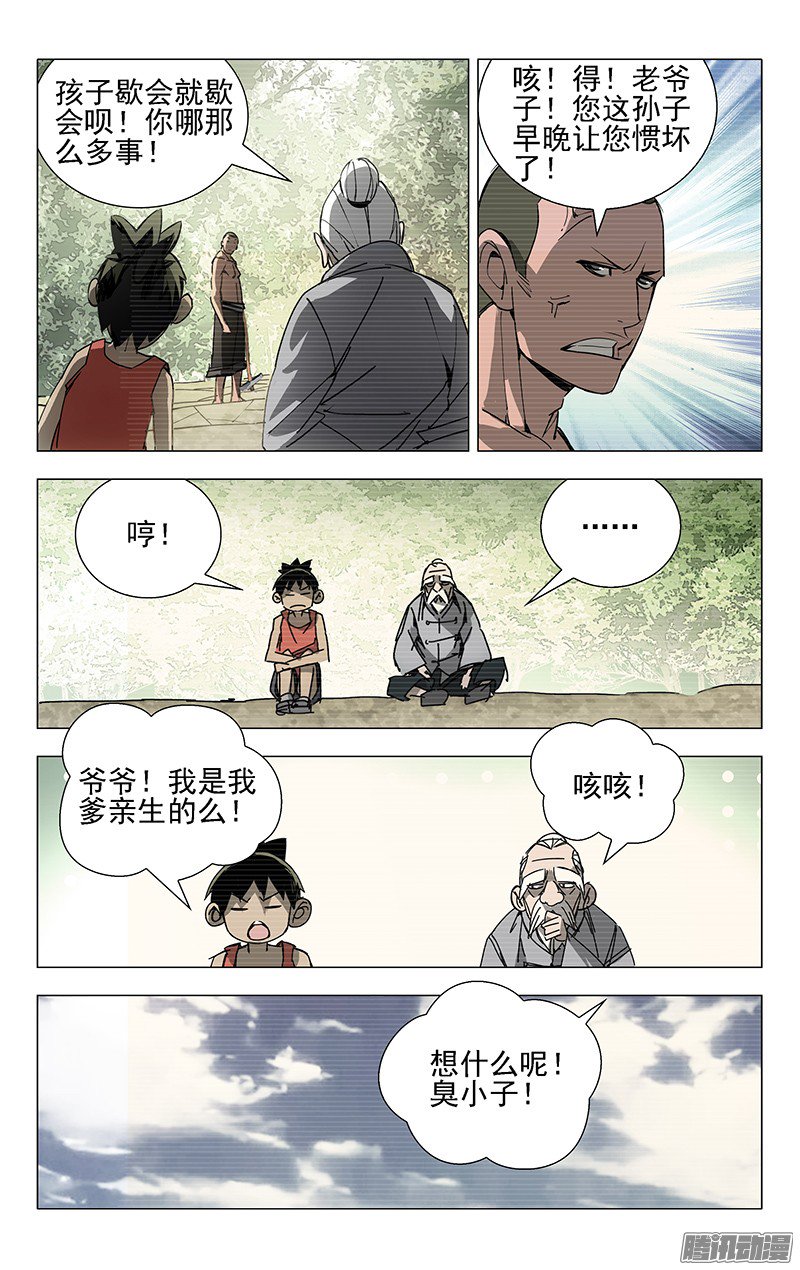 孩子歇会就歇
会呗！你哪那
么多事！
咳！得！老爷
子！您这孙子
早晚让您惯坏
了！
哼！
……
爷爷！我是我
爹亲生的么！
咳咳！
想什么呢！
臭小子！
腾讯动漫